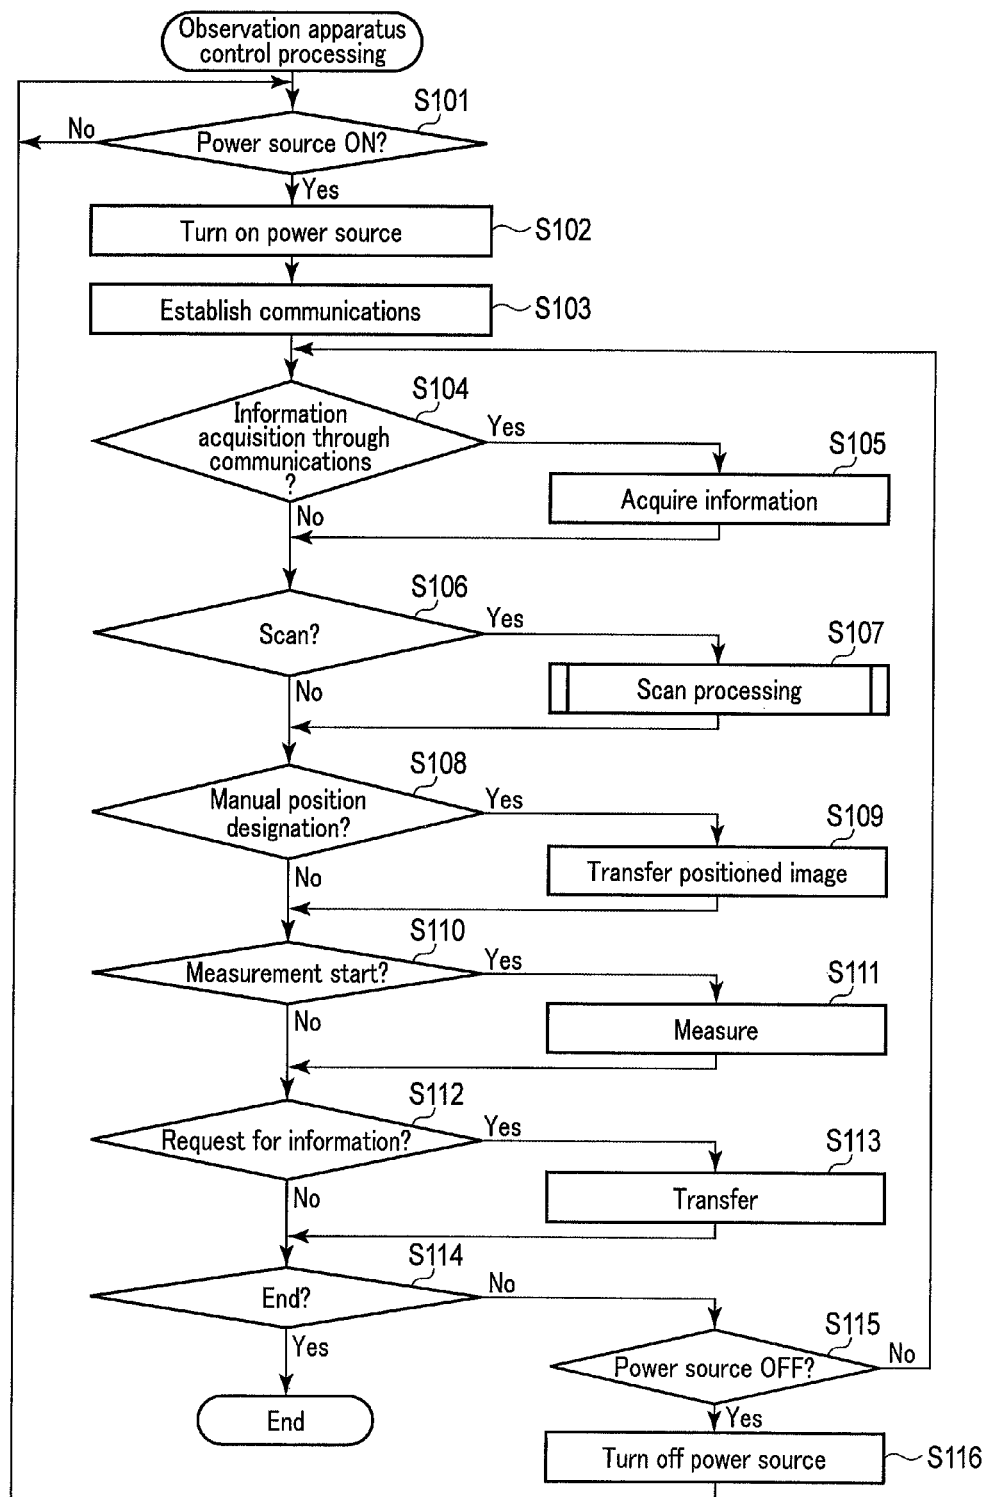 Observation apparatus
control processing
S101
No
Power source ON?
Yes
Turn on power source
S102
Establish communications
S103
S104
Information
acquisition through
communications
?
Yes
S105
Acquire information
No
S106
Scan?
Yes
S107
Scan processing
No
S108
Manual position
designation?
Yes
S109
Transfer positioned image
No
S110
Measurement start?
Yes
S111
Measure
No
S112
Request for information?
Yes
S113
Transfer
No
S114
End?
No
S115
Power source OFF?
No
Yes
End
Yes
Turn off power source
S116